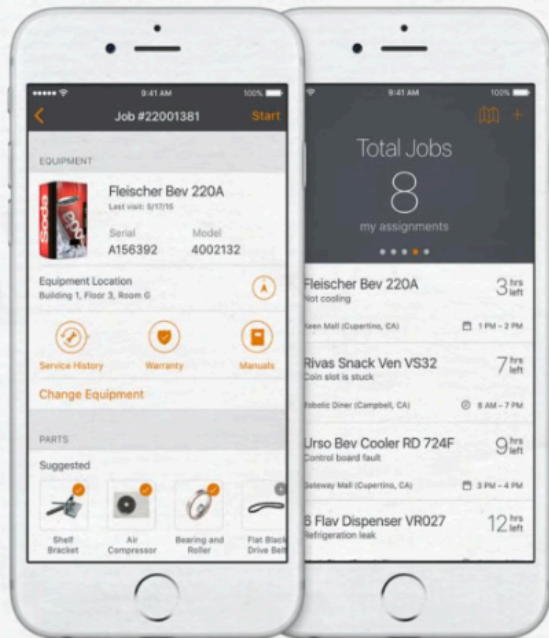 9:41 AM
100%
Job #22001381
Start
EQUIPMENT
Soda
Soda
Fleischer Bev 220A
Last visit: 5/17/15
Serial
Model
A156392
4002132
Equipment Location
Building 1, Floor 3, Room G
Service History
Warranty
Manuals
Change Equipment
PARTS
Suggested
Shelf
Bracket
Air
Compressor
Bearing and
Roller
Flat Black
Drive Belt
9:41 AM
100%
Total Jobs
8
my assignments
Fleischer Bev 220A
3 hrs
left
Not cooling
Keen Mall (Cupertino, CA)
1 PM – 2 PM
Rivas Snack Ven VS32
7 hrs
left
Coin slot is stuck
Diner (Campbell, CA)
8 AM – 7 PM
Urso Bev Cooler RD 724F
9 hrs
left
Control board fault
Gateway Mall (Cupertino, CA)
3 PM – 4 PM
6 Flav Dispenser VR027
12 hrs
left
Refrigeration leak